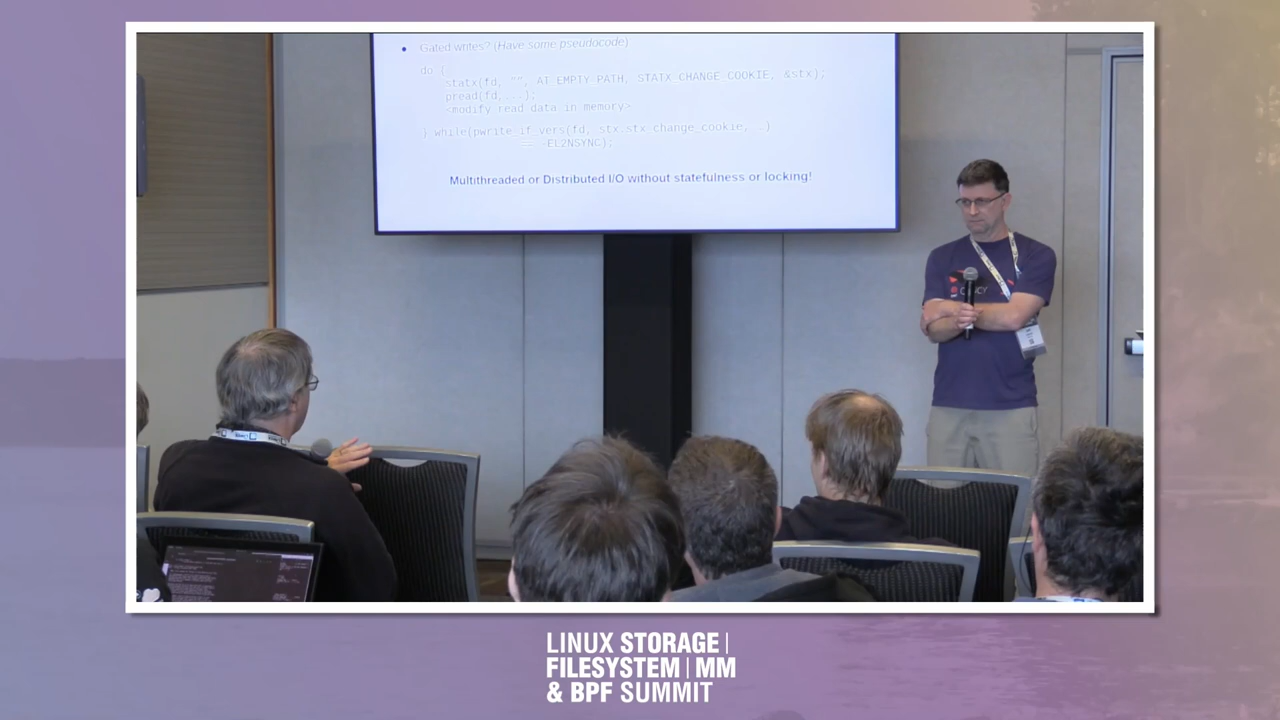 Gated writes? (Have some pseudocode)
do {
statx(fd, "", AT_EMPTY_PATH, STATX_CHANGE_COOKIE, &stx);
pread(fd, ...);
<modify read data in memory>
} while(pwrite_if_vers(fd, stx.stx_change_cookie, …)
== -EL2NSYNC);
Multithreaded or Distributed I/O without statefulness or locking!
LINUX STORAGE |
FILESYSTEM | MM
& BPF SUMMIT